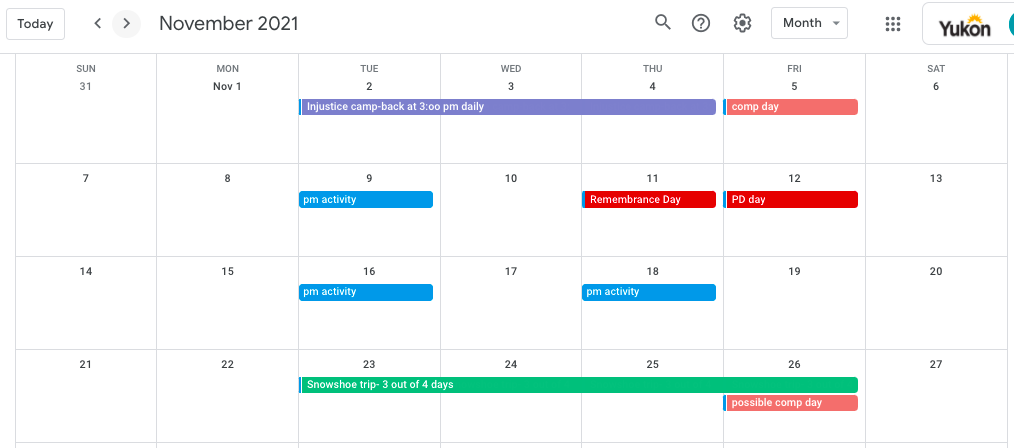 Today November 2021 Month Yukon
SUN MON TUE WED THU FRI SAT
31 Nov 1 2 3 4 5 6
Injustice camp-back at 3:oo pm daily comp day
7 8 9 10 11 12 13
pm activity Remembrance Day PD day
14 15 16 17 18 19 20
pm activity pm activity
21 22 23 24 25 26 27
Snowshoe trip- 3 out of 4 days
possible comp day